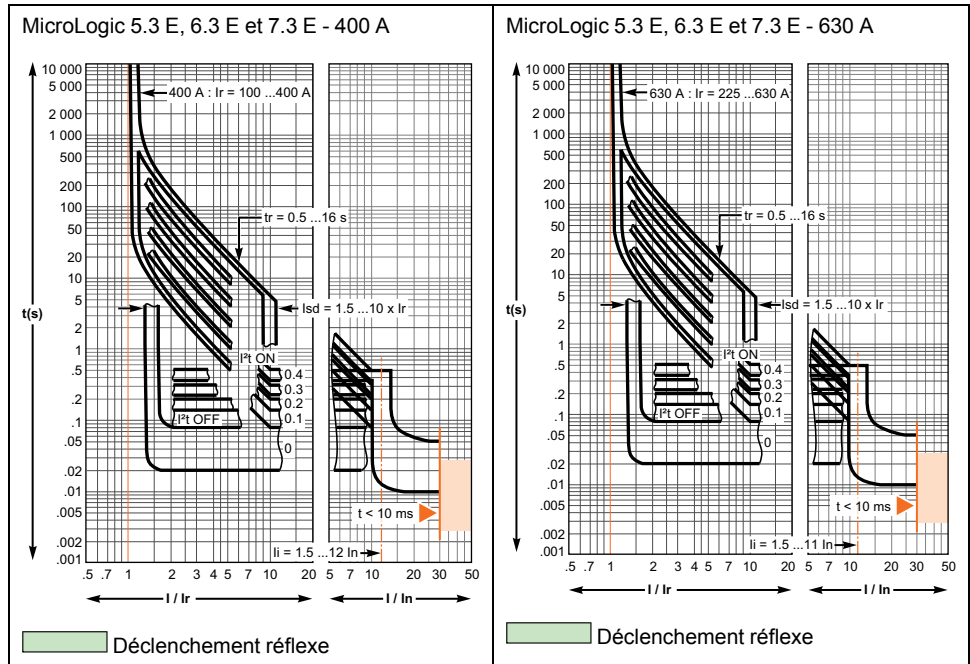 MicroLogic 5.3 E, 6.3 E et 7.3 E - 400 A
10 000
5 000
2 000
1 000
500
200
100
50
20
10
5
2
1
.5
.2
.1
.05
.02
.01
.005
.002
.001
t(s)
400 A : Ir = 100 ...400 A
tr = 0.5 ...16 s
Isd = 1.5 ...10 x Ir
I²t ON
0.4
0.3
0.2
0.1
0
I²t OFF
t < 10 ms
Ii = 1.5 ...12 In
.5 .7 1 2 3 4 5 7 10 20
5 7 10 20 30 50
I / Ir
I / In
Déclenchement réflexe
MicroLogic 5.3 E, 6.3 E et 7.3 E - 630 A
10 000
5 000
2 000
1 000
500
200
100
50
20
10
5
2
1
.5
.2
.1
.05
.02
.01
.005
.002
.001
t(s)
630 A : Ir = 225 ...630 A
tr = 0.5 ...16 s
Isd = 1.5 ...10 x Ir
I²t ON
0.4
0.3
0.2
0.1
0
I²t OFF
t < 10 ms
Ii = 1.5 ...11 In
.5 .7 1 2 3 4 5 7 10 20
5 7 10 20 30 50
I / Ir
I / In
Déclenchement réflexe